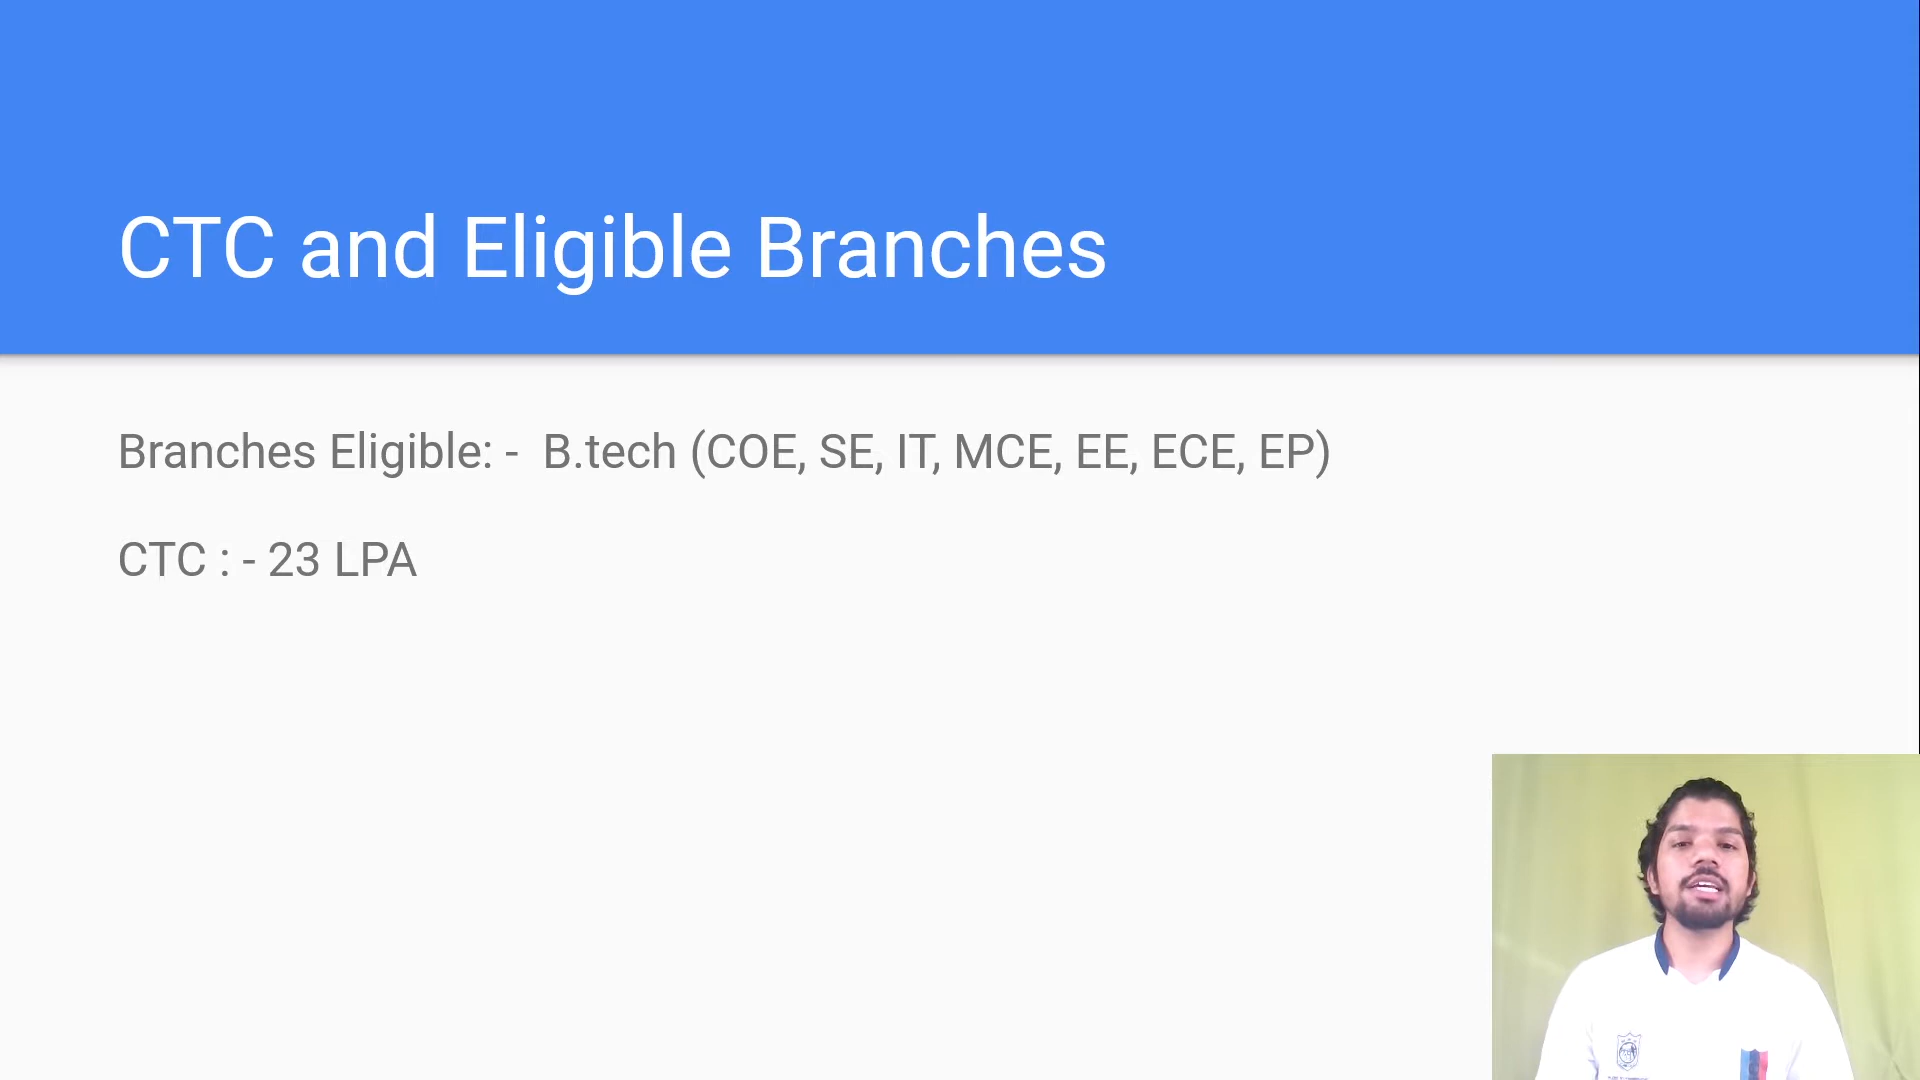 CTC and Eligible Branches
Branches Eligible: -  B.tech (COE, SE, IT, MCE, EE, ECE, EP)
CTC : - 23 LPA